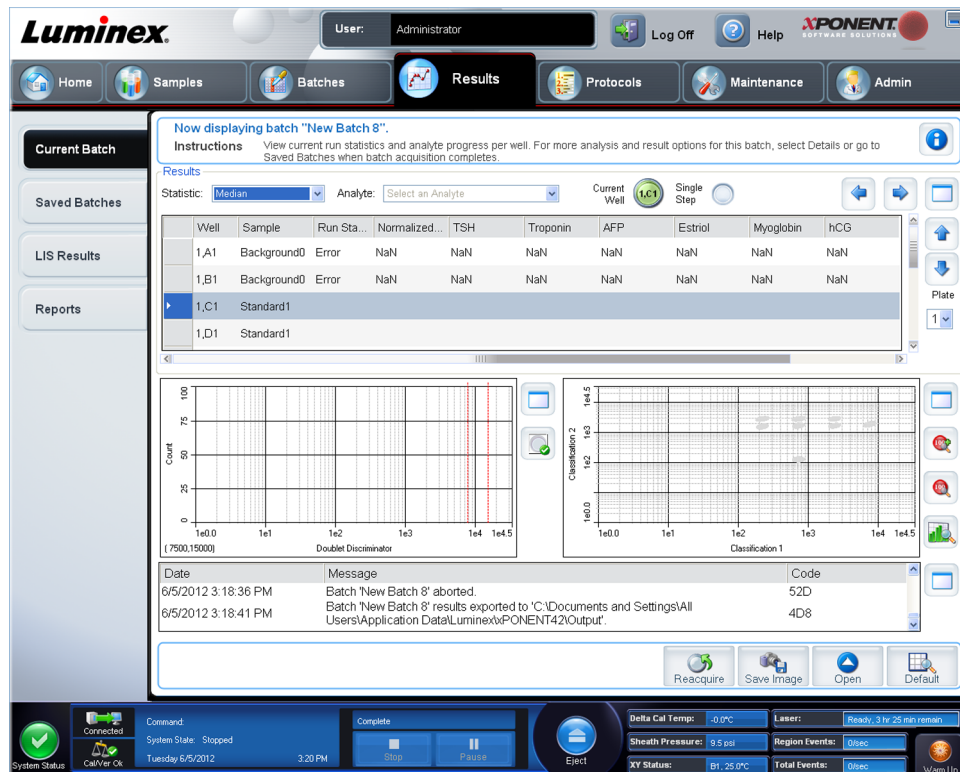 Luminex.
User: Administrator
Log Off
Help
XPONENT.
SOFTWARE SOLUTIONS
Home
Samples
Batches
Results
Protocols
Maintenance
Admin
Current Batch
Saved Batches
LIS Results
Reports
Now displaying batch "New Batch 8".
Instructions View current run statistics and analyte progress per well. For more analysis and result options for this batch, select Details or go to
Saved Batches when batch acquisition completes.
Results
Statistic: Median Analyte: Select an Analyte Current Well 1,C1 Single Step
Well Sample Run Sta... Normalized... TSH Troponin AFP Estriol Myoglobin hCG
1,A1 Background0 Error NaN NaN NaN NaN NaN NaN NaN
1,B1 Background0 Error NaN NaN NaN NaN NaN NaN NaN
1,C1 Standard1
1,D1 Standard1
Plate
1
Count
100
75
50
25
0
1e0.0 1e1 1e2 1e3 1e4 1e4.5
(7500,15000) Doublet Discriminator
Classification 2
1e4.5
1e3
1e2
1e0.0
1e0.0 1e1 1e2 1e3 1e4 1e4.5
Classification 1
Date Message Code
6/5/2012 3:18:36 PM Batch 'New Batch 8' aborted. 52D
6/5/2012 3:18:41 PM Batch 'New Batch 8' results exported to 'C:\Documents and Settings\All
Users\Application Data\Luminex\xPONENT42\Output'. 4D8
Reacquire
Save Image
Open
Default
System Status
Connected
Cal/Ver Ok
Command:
System State: Stopped
Tuesday 6/5/2012 3:20 PM
Complete
Stop
Pause
Eject
Delta Cal Temp: -0.0°C
Sheath Pressure: 9.5 psi
XY Status: B1, 25.0°C
Laser: Ready, 3 hr 25 min remain
Region Events: 0/sec
Total Events: 0/sec
Warm Up